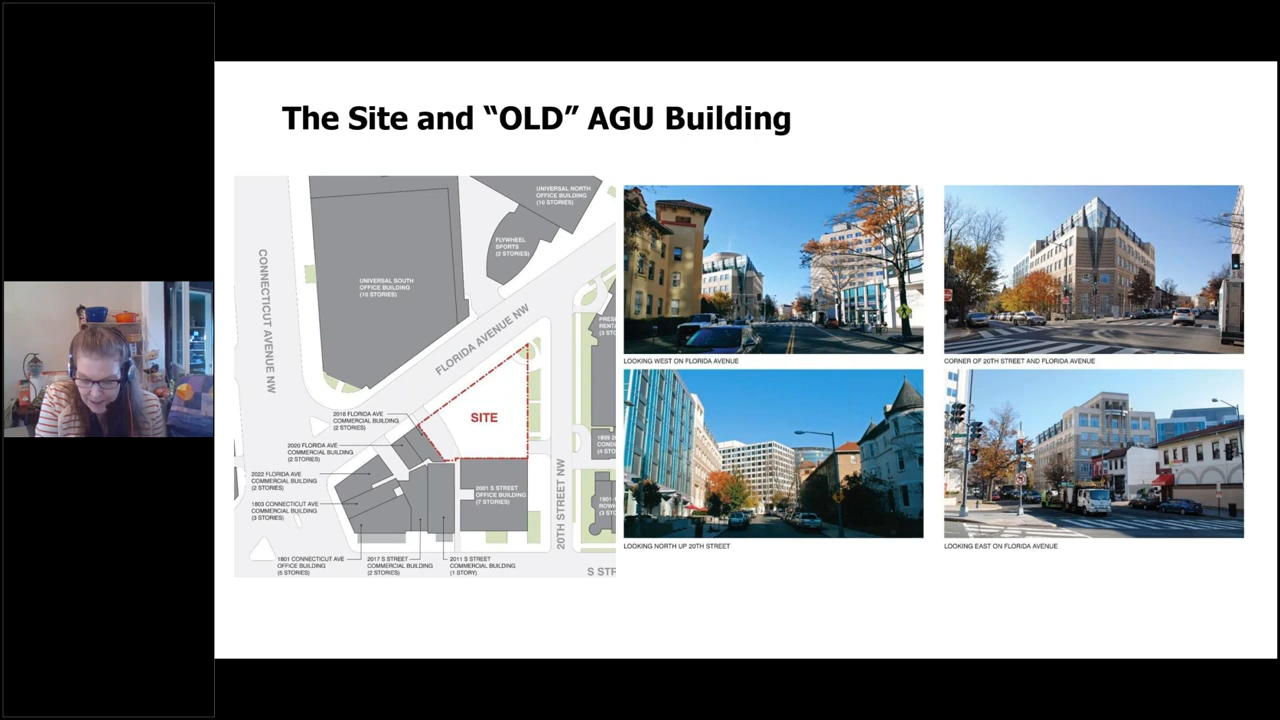 The Site and “OLD” AGU Building
UNIVERSAL NORTH
OFFICE BUILDING
(10 STORIES)
FLYWHEEL
SPORTS
(2 STORIES)
CONNECTICUT AVENUE NW
UNIVERSAL SOUTH
OFFICE BUILDING
(10 STORIES)
FLORIDA AVENUE NW
SITE
2018 FLORIDA AVE
COMMERCIAL BUILDING
(2 STORIES)
2020 FLORIDA AVE
COMMERCIAL BUILDING
(2 STORIES)
2022 FLORIDA AVE
COMMERCIAL BUILDING
(2 STORIES)
1803 CONNECTICUT AVE
COMMERCIAL BUILDING
(3 STORIES)
2001 S STREET
OFFICE BUILDING
(7 STORIES)
20TH STREET NW
1801 CONNECTICUT AVE
OFFICE BUILDING
(5 STORIES)
2017 S STREET
COMMERCIAL BUILDING
(2 STORIES)
2011 S STREET
COMMERCIAL BUILDING
(1 STORY)
S STR
LOOKING WEST ON FLORIDA AVENUE
CORNER OF 20TH STREET AND FLORIDA AVENUE
LOOKING NORTH UP 20TH STREET
LOOKING EAST ON FLORIDA AVENUE